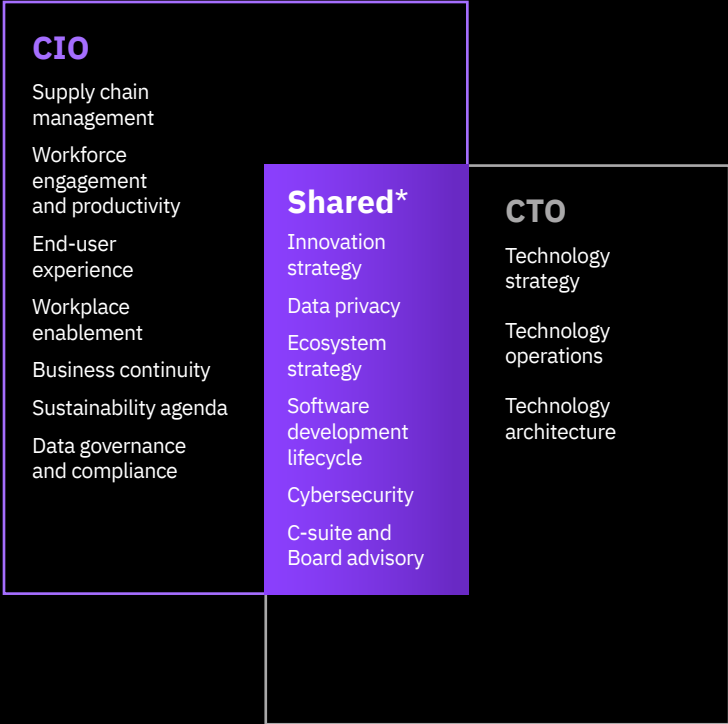 CIO
Supply chain
management
Workforce
engagement
and productivity
End-user
experience
Workplace
enablement
Business continuity
Sustainability agenda
Data governance
and compliance
Shared*
Innovation
strategy
Data privacy
Ecosystem
strategy
Software
development
lifecycle
Cybersecurity
C-suite and
Board advisory
CTO
Technology
strategy
Technology
operations
Technology
architecture